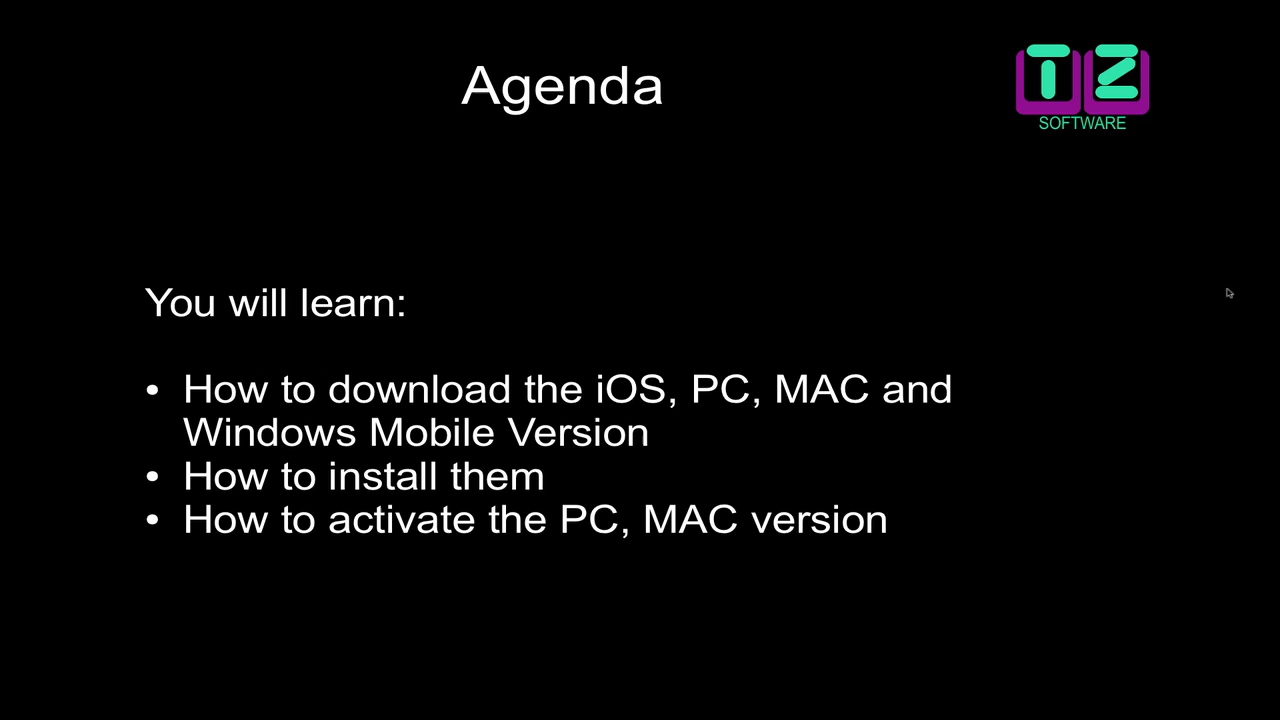 Agenda
TZ
SOFTWARE
You will learn:
• How to download the iOS, PC, MAC and
Windows Mobile Version
• How to install them
• How to activate the PC, MAC version